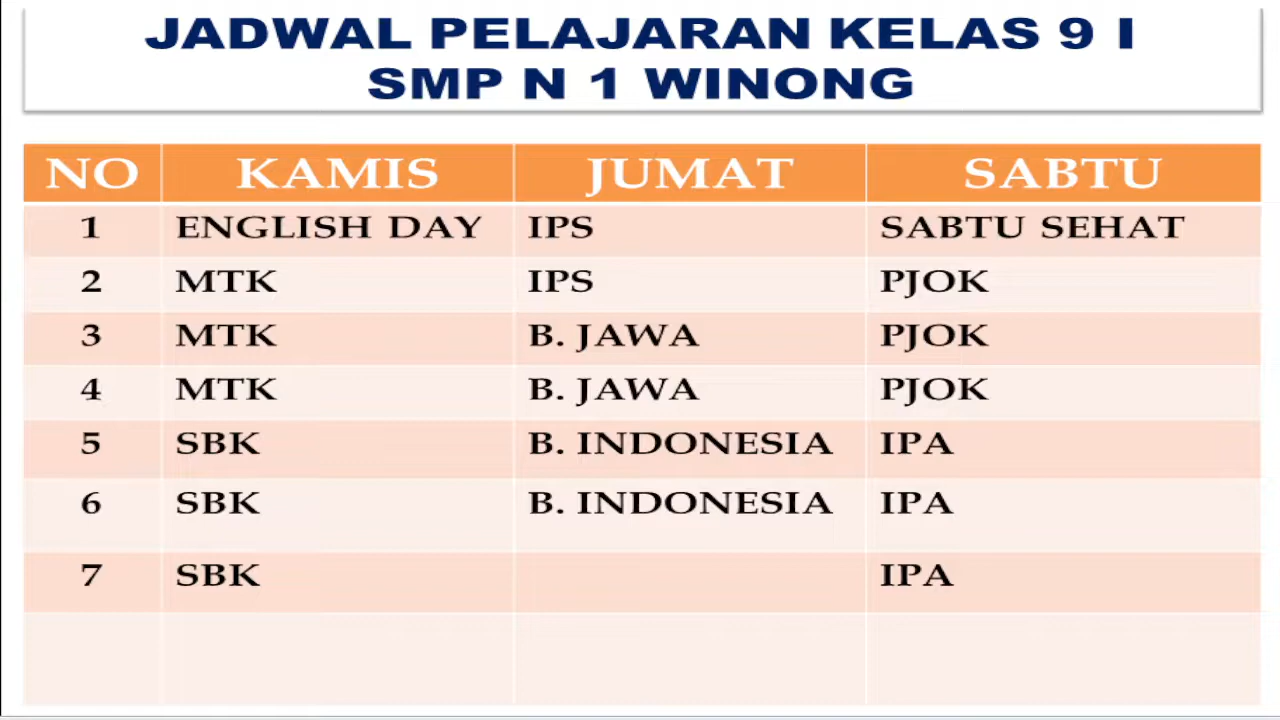 JADWAL PELAJARAN KELAS 9 I
SMP N 1 WINONG
NO KAMIS JUMAT SABTU
1 ENGLISH DAY IPS SABTU SEHAT
2 MTK IPS PJOK
3 MTK B. JAWA PJOK
4 MTK B. JAWA PJOK
5 SBK B. INDONESIA IPA
6 SBK B. INDONESIA IPA
7 SBK IPA